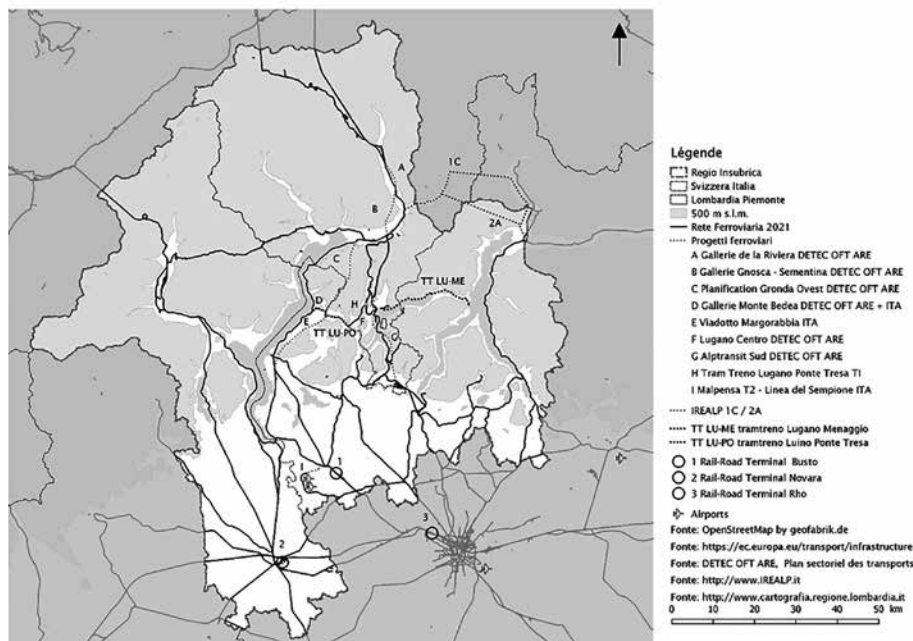 A
1C
B
2A
C
TT LU-ME
D
H
E
F
TT LU-PO
G
I
1
3
2
Légende
Regio Insubrica
Svizzera Italia
Lombardia Piemonte
500 m s.l.m.
Rete Ferroviaria 2021
Progetti ferroviari
A Gallerie de la Riviera DETEC OFT ARE
B Gallerie Gnosca - Sementina DETEC OFT ARE
C Planification Gronda Ovest DETEC OFT ARE
D Gallerie Monte Bedea DETEC OFT ARE + ITA
E Viadotto Margorabbia ITA
F Lugano Centro DETEC OFT ARE
G Alptransit Sud DETEC OFT ARE
H Tram Treno Lugano Ponte Tresa TI
I Malpensa T2 - Linea del Sempione ITA
IREALP 1C / 2A
TT LU-ME tramtreno Lugano Menaggio
TT LU-PO tramtreno Luino Ponte Tresa
1 Rail-Road Terminal Busto
2 Rail-Road Terminal Novara
3 Rail-Road Terminal Rho
Airports
Fonte: OpenStreetMap by geofabrik.de
Fonte: https://ec.europa.eu/transport/infrastructure
Fonte: DETEC OFT ARE, Plan sectoriel des transports
Fonte: http://www.IREALP.it
Fonte: http://www.cartografia.regione.lombardia.it
0 10 20 30 40 50 km